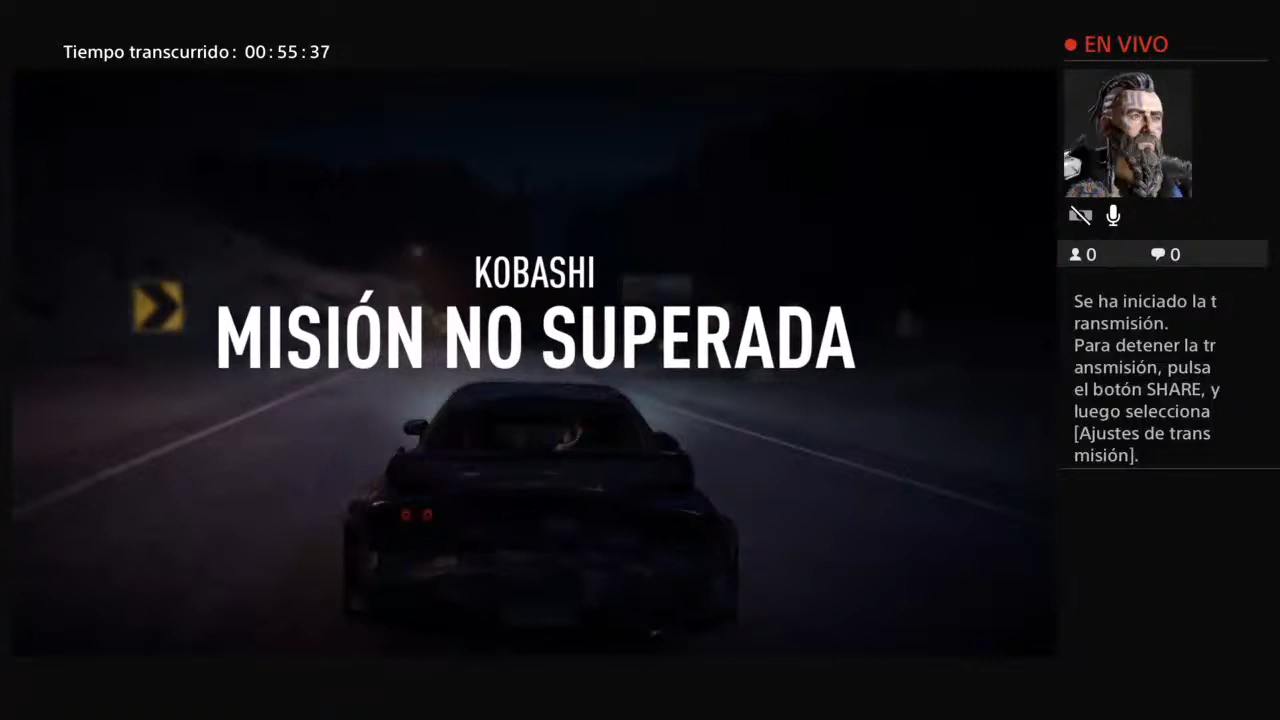 Tiempo transcurrido: 00:55:37
EN VIVO
0 0
KOBASHI
MISIÓN NO SUPERADA
Se ha iniciado la t
ransmisión.
Para detener la tr
ansmisión, pulsa
el botón SHARE, y
luego selecciona
[Ajustes de trans
misión].